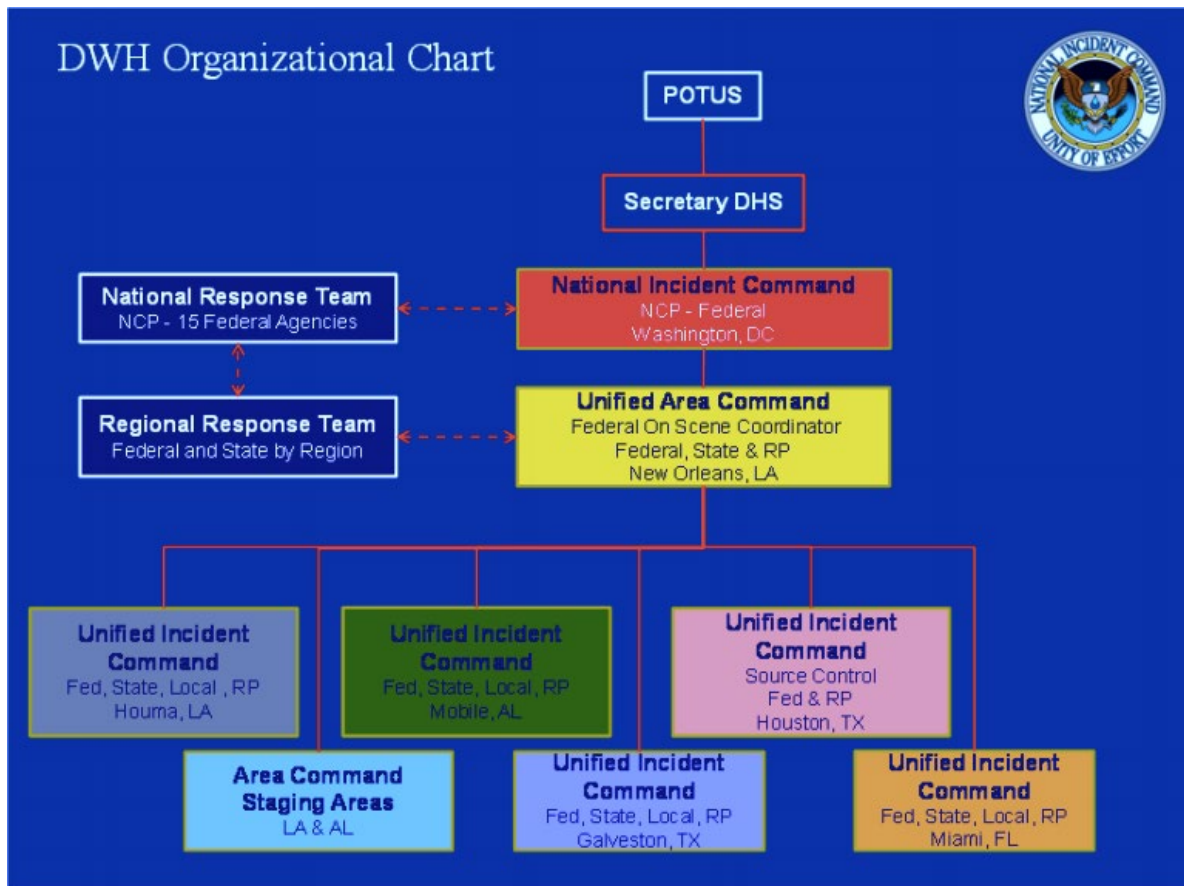 DWH Organizational Chart
NATIONAL INCIDENT COMMAND
UNITY OF EFFORT
POTUS
Secretary DHS
National Incident Command
NCP - Federal
Washington, DC
National Response Team
NCP - 15 Federal Agencies
Unified Area Command
Federal On Scene Coordinator
Federal, State & RP
New Orleans, LA
Regional Response Team
Federal and State by Region
Unified Incident
Command
Fed, State, Local , RP
Houma, LA
Unified Incident
Command
Fed, State, Local, RP
Mobile, AL
Unified Incident
Command
Source Control
Fed & RP
Houston, TX
Area Command
Staging Areas
LA & AL
Unified Incident
Command
Fed, State, Local, RP
Galveston, TX
Unified Incident
Command
Fed, State, Local, RP
Miami, FL